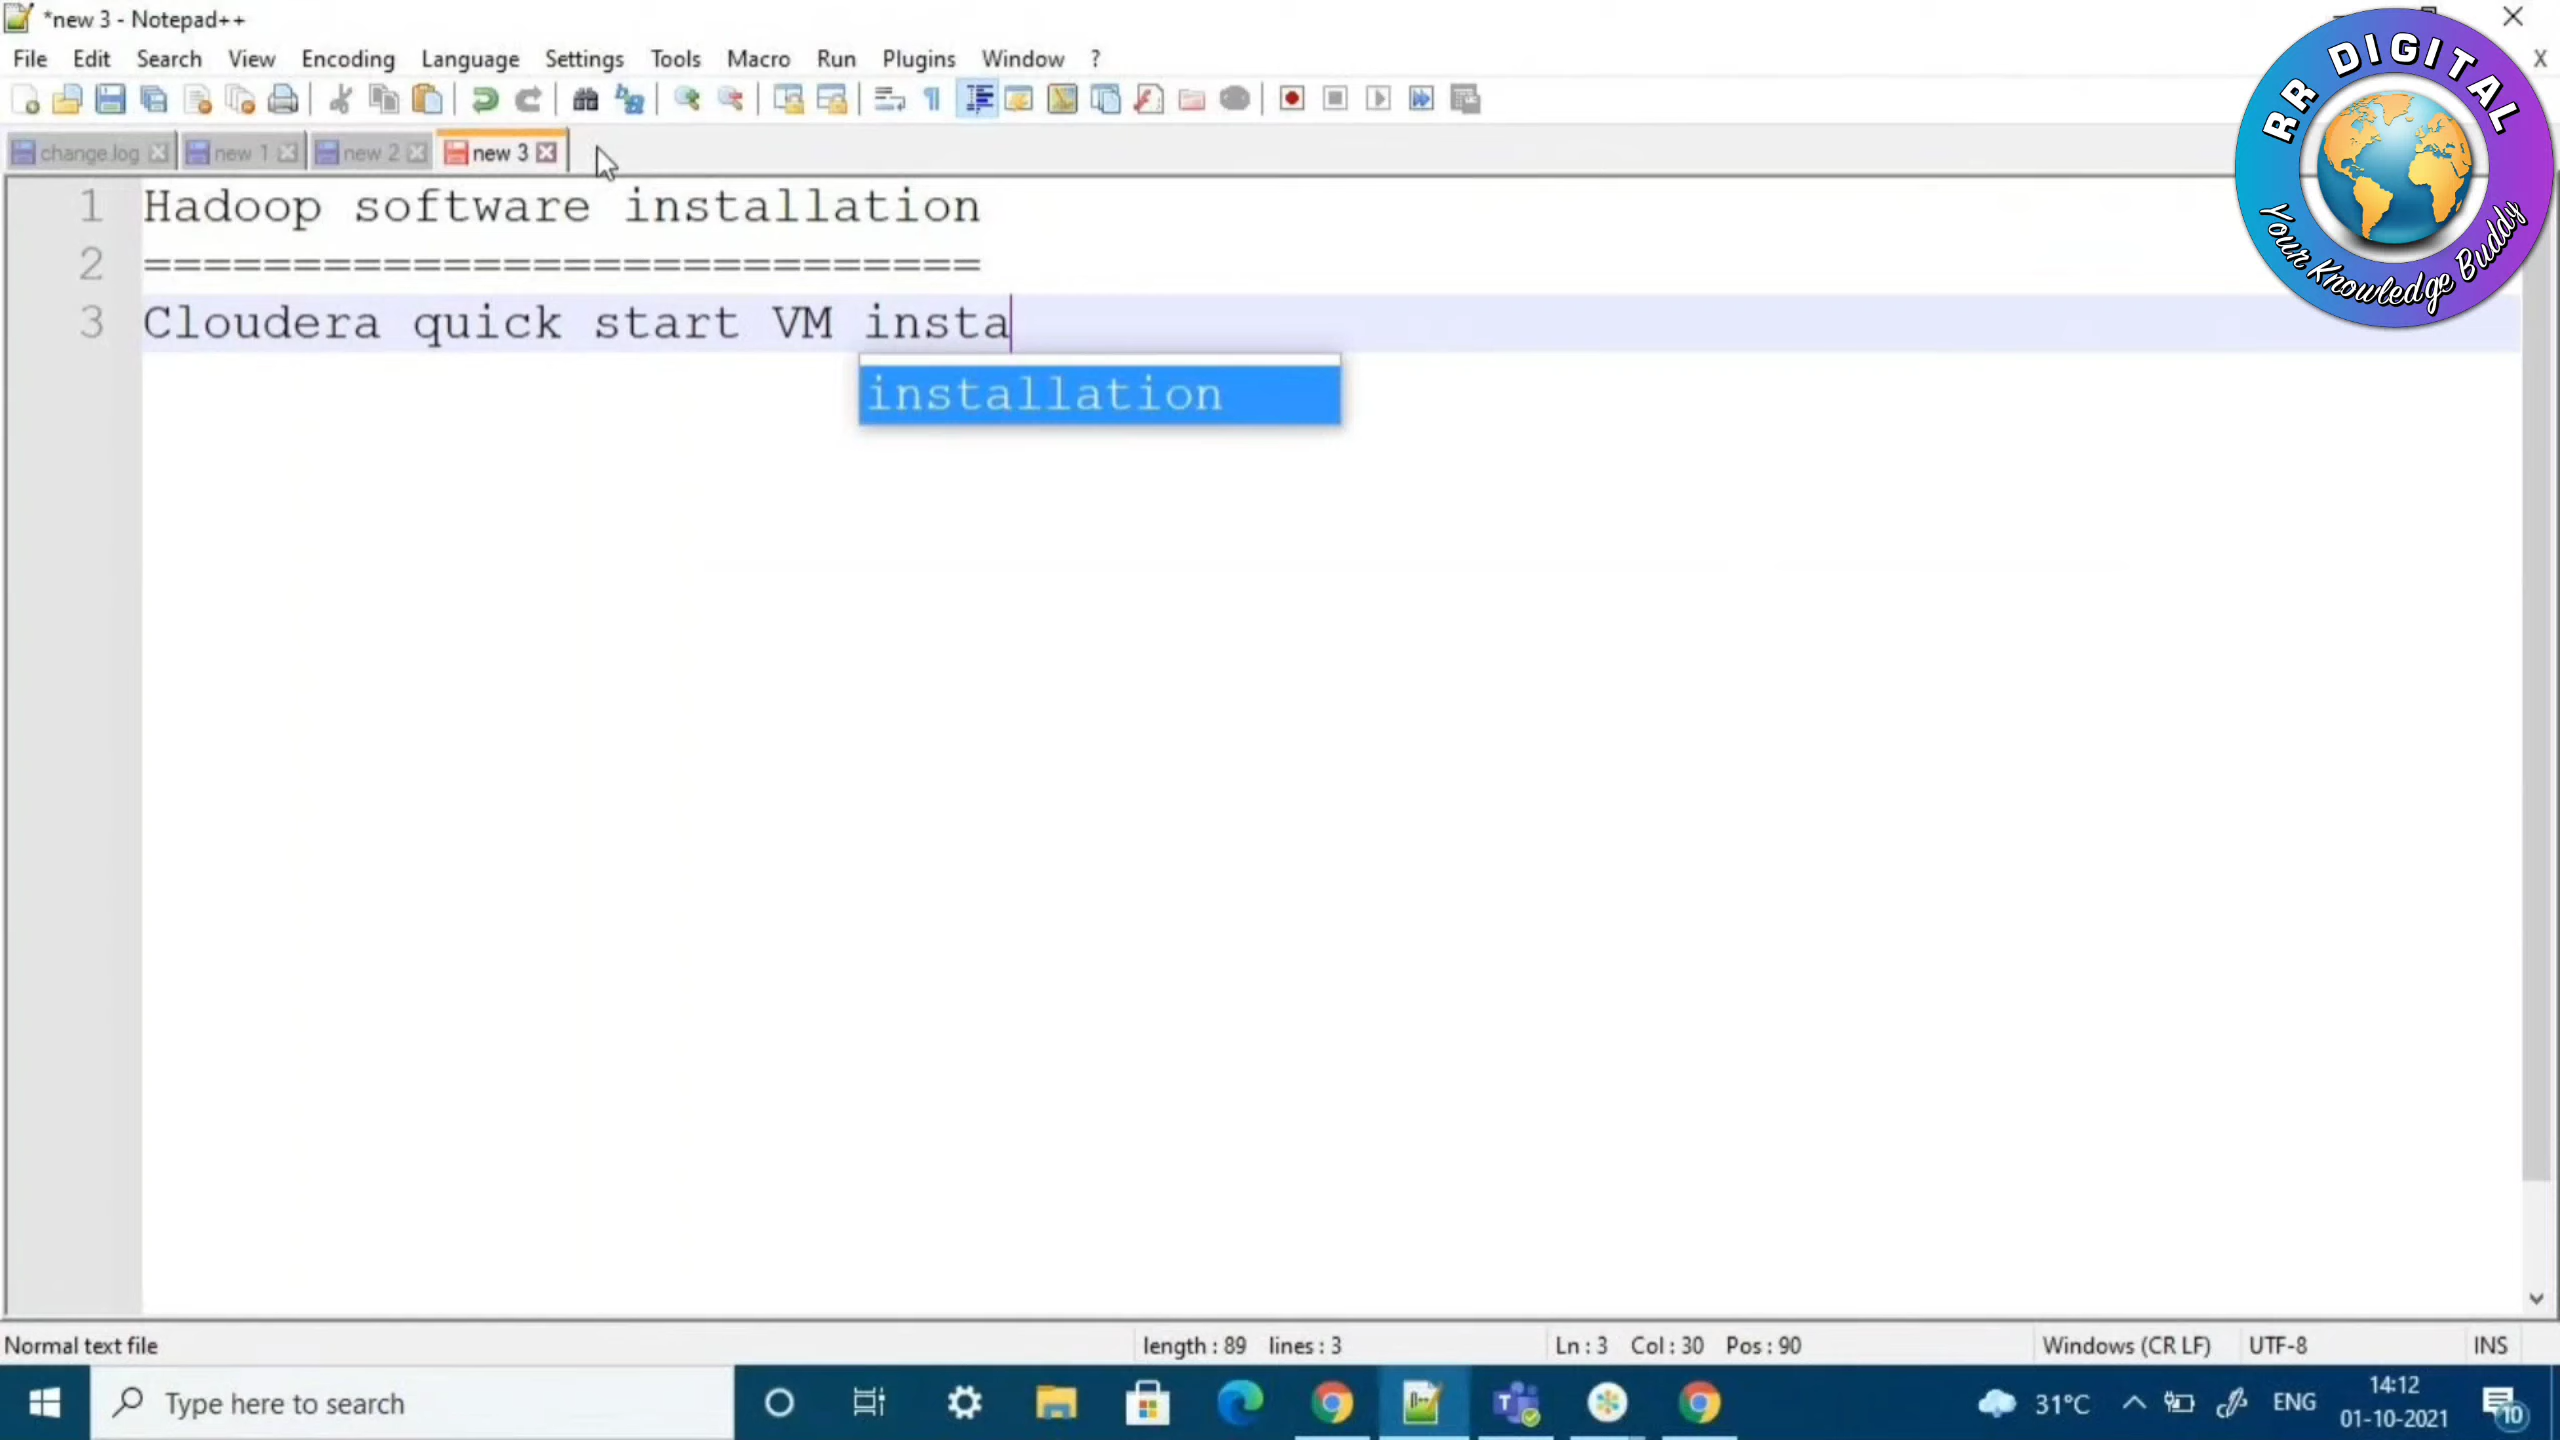 *new 3 - Notepad++
File Edit Search View Encoding Language Settings Tools Macro Run Plugins Window ?
X
RR DIGITAL
Your Knowledge Buddy
change.log new 1 new 2 new 3
1 Hadoop software installation
2 ============================
3 Cloudera quick start VM insta
installation
Normal text file length : 89 lines : 3 Ln : 3 Col : 30 Pos : 90 Windows (CR LF) UTF-8 INS
Type here to search 31°C ENG 14:12
01-10-2021
10